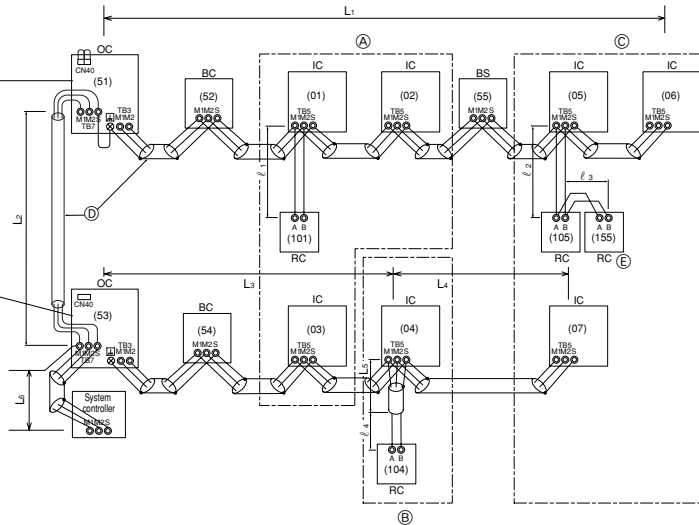 L1
A
C
OC
CN40
(51)
TB3
M1M2S
M1M2
TB7
BC
(52)
M1M2S
IC
(01)
TB5
M1M2S
IC
(02)
TB5
M1M2S
BS
(55)
M1M2S
IC
(05)
TB5
M1M2S
IC
(06)
TB5
M1M2S
ℓ1
ℓ2
ℓ3
L2
D
A B
(101)
RC
A B
(105)
RC
A B
(155)
RC
E
L3
L4
OC
CN40
(53)
TB3
M1M2S
M1M2
TB7
BC
(54)
M1M2S
IC
(03)
TB5
M1M2S
IC
(04)
TB5
M1M2S
IC
(07)
TB5
M1M2S
L5
ℓ4
L6
System
controller
M1M2S
A B
(104)
RC
B